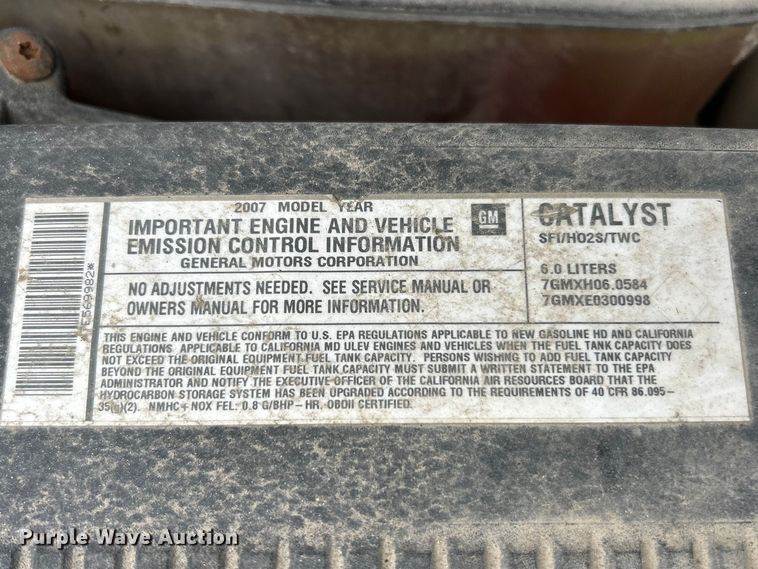 2007 MODEL YEAR
IMPORTANT ENGINE AND VEHICLE
EMISSION CONTROL INFORMATION
GENERAL MOTORS CORPORATION
GM
NO ADJUSTMENTS NEEDED. SEE SERVICE MANUAL OR
OWNERS MANUAL FOR MORE INFORMATION.
CATALYST
SFI/HO2S/TWC
6.0 LITERS
7GMXH06.0584
7GMXE0300998
THIS ENGINE AND VEHICLE CONFORM TO U.S. EPA REGULATIONS APPLICABLE TO NEW GASOLINE HD AND CALIFORNIA
REGULATIONS APPLICABLE TO CALIFORNIA MD ULEV ENGINES AND VEHICLES WHEN THE FUEL TANK CAPACITY DOES
NOT EXCEED THE ORIGINAL EQUIPMENT FUEL TANK CAPACITY. PERSONS WISHING TO ADD FUEL TANK CAPACITY
BEYOND THE ORIGINAL EQUIPMENT FUEL TANK CAPACITY MUST SUBMIT A WRITTEN STATEMENT TO THE EPA
ADMINISTRATOR AND NOTIFY THE EXECUTIVE OFFICER OF THE CALIFORNIA AIR RESOURCES BOARD THAT THE
HYDROCARBON STORAGE SYSTEM HAS BEEN UPGRADED ACCORDING TO THE REQUIREMENTS OF 40 CFR 86.095-
NMHC + NOX FEL: 0.8 G/BHP - HR, OBDII CERTIFIED.
Purple Wave Auction